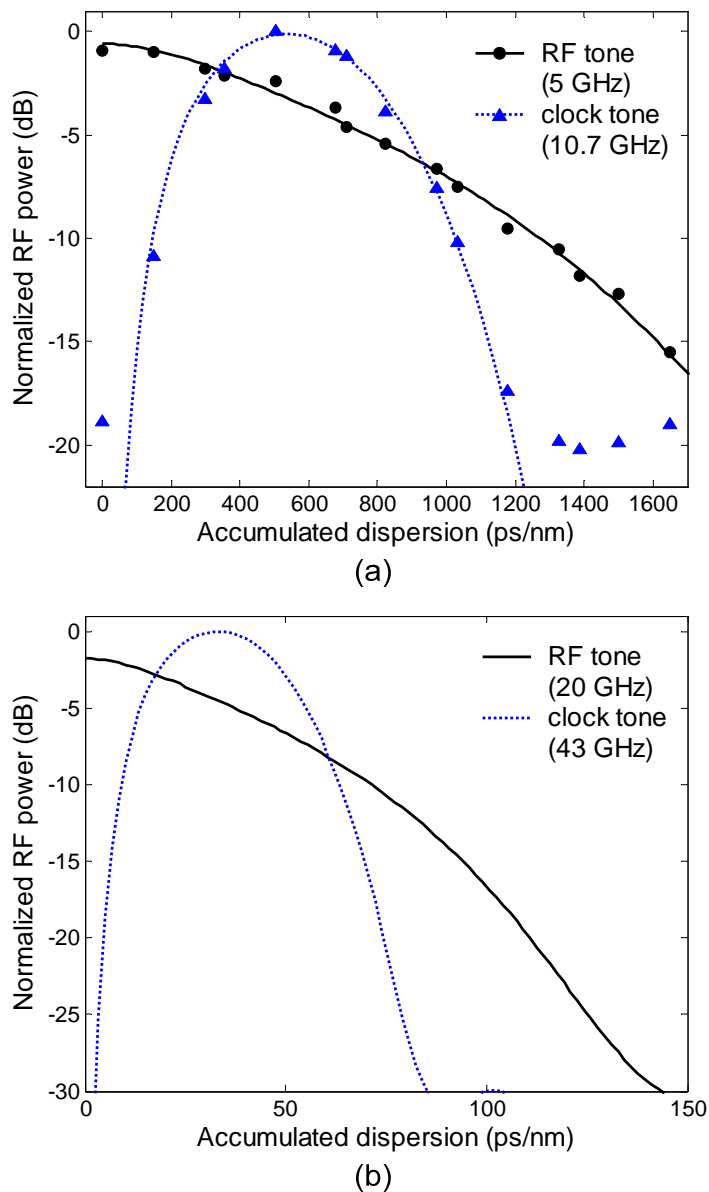 0
-5
-10
-15
-20
Normalized RF power (dB)
RF tone
(5 GHz)
clock tone
(10.7 GHz)
0 200 400 600 800 1000 1200 1400 1600
Accumulated dispersion (ps/nm)
(a)
0
-5
-10
-15
-20
-25
-30
Normalized RF power (dB)
RF tone
(20 GHz)
clock tone
(43 GHz)
0 50 100 150
Accumulated dispersion (ps/nm)
(b)